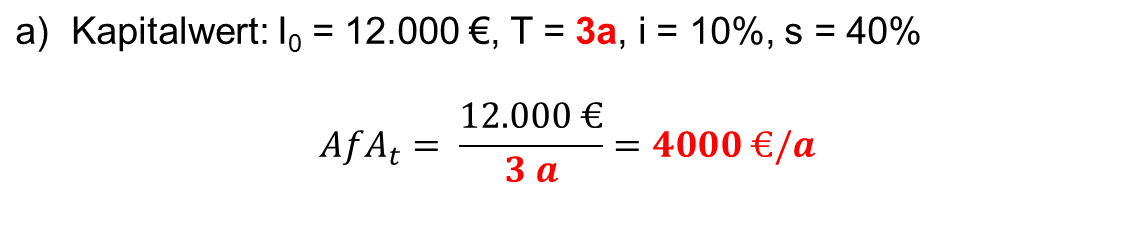 a) Kapitalwert: I₀ = 12.000 €, T = 3a, i = 10%, s = 40%
AfAₜ = 12.000 € / 3 a = 4000 €/a